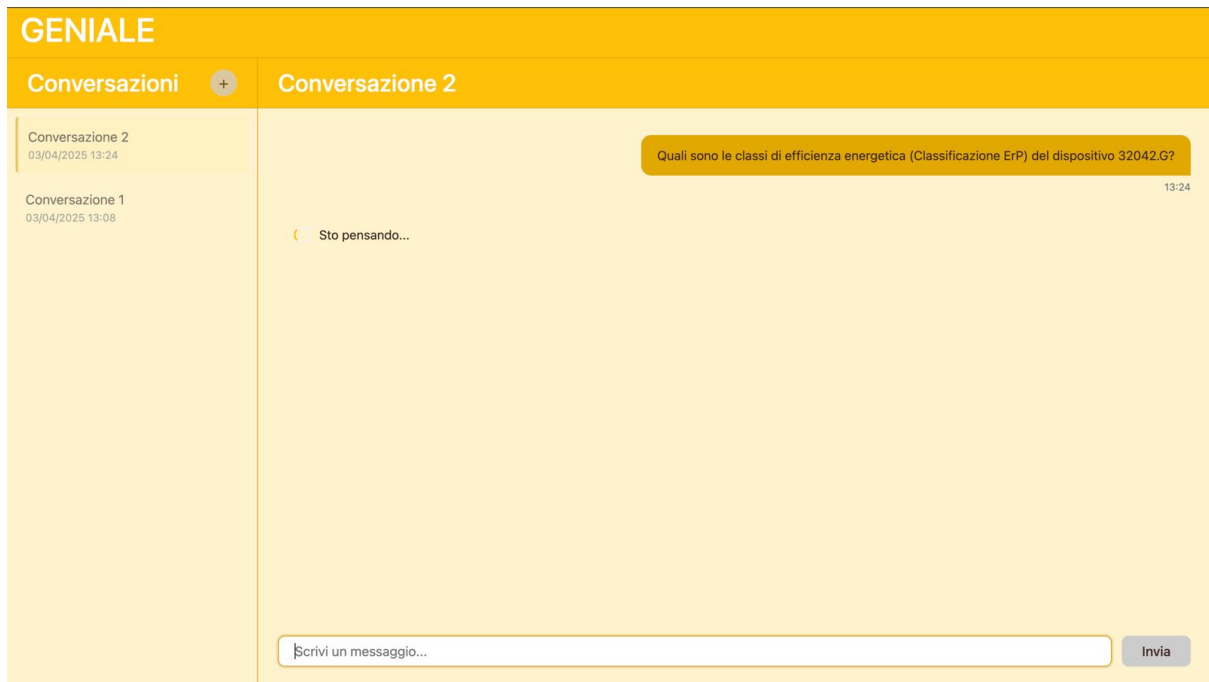 GENIALE
Conversazioni +
Conversazione 2
03/04/2025 13:24
Conversazione 1
03/04/2025 13:08
Conversazione 2
Quali sono le classi di efficienza energetica (Classificazione ErP) del dispositivo 32042.G?
13:24
Sto pensando...
Scrivi un messaggio...
Invia